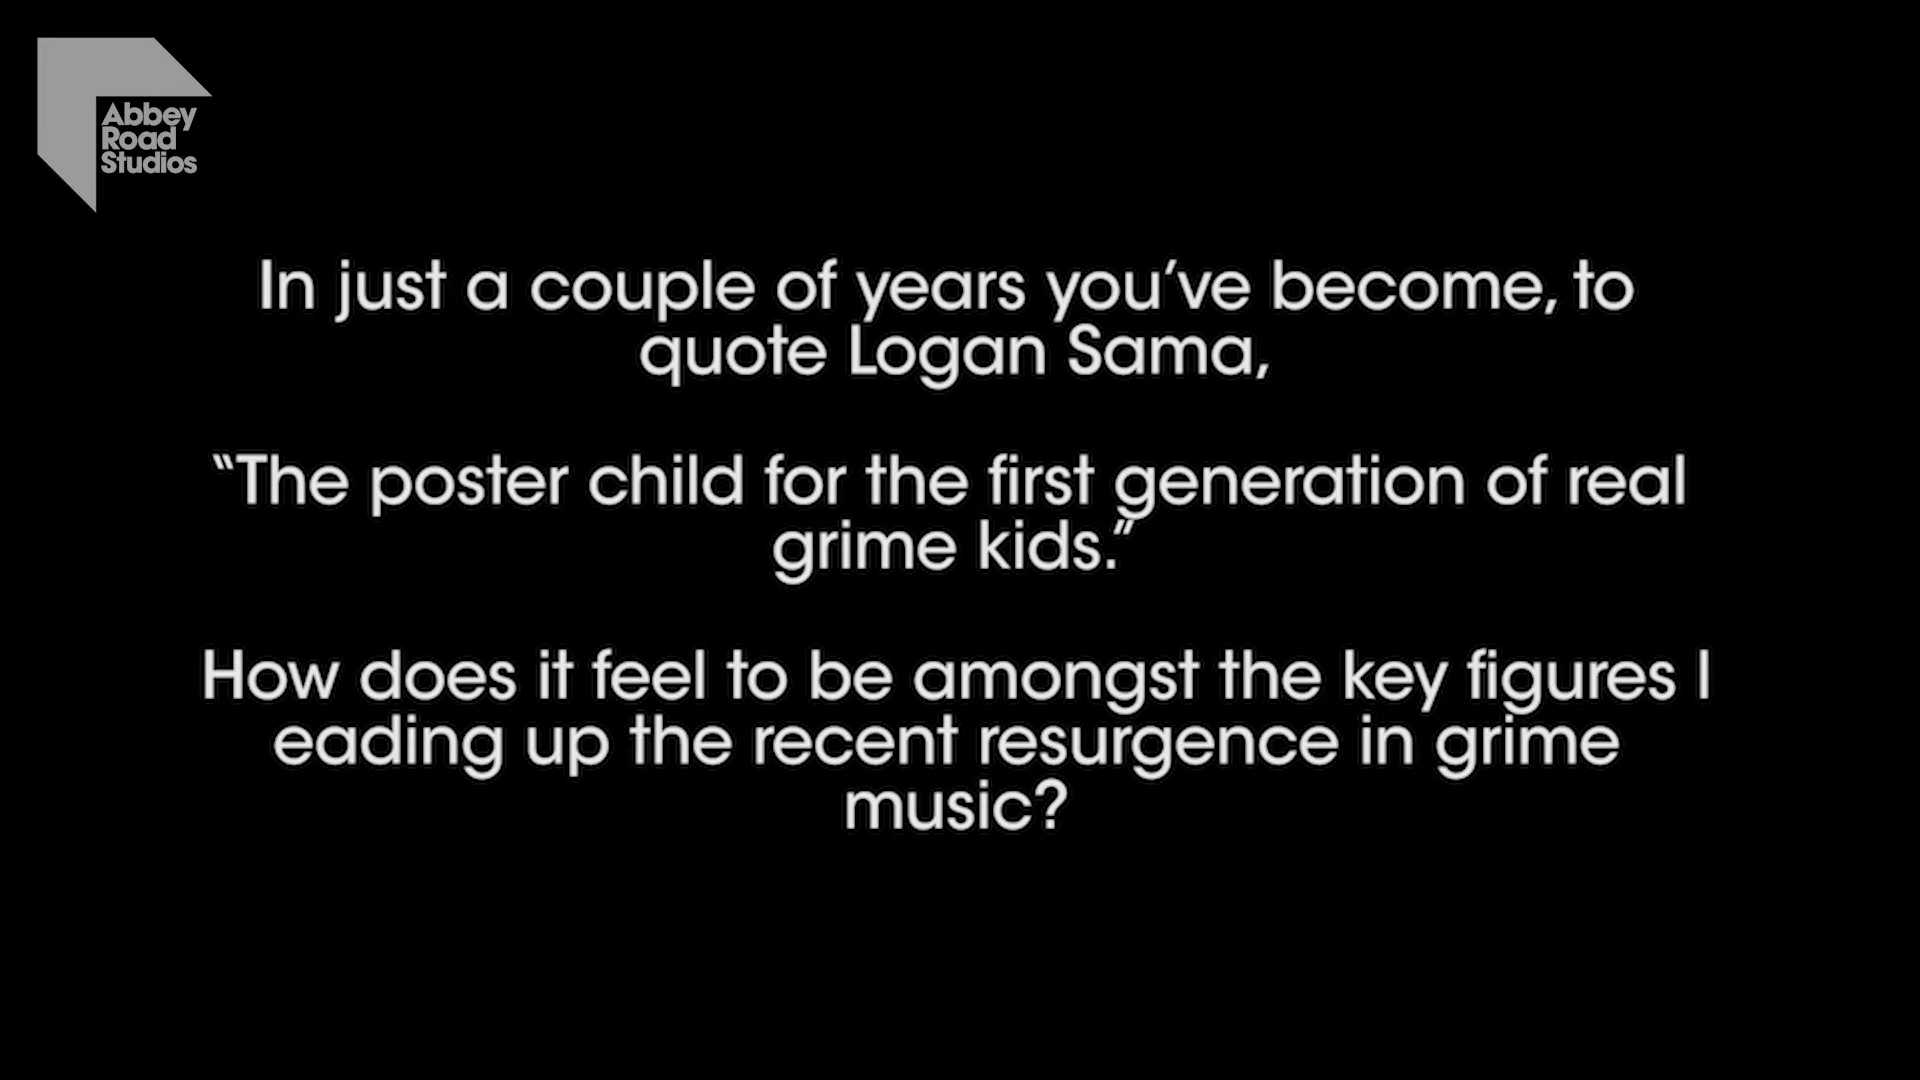 Abbey
Road
Studios
In just a couple of years you’ve become, to
quote Logan Sama,
“The poster child for the first generation of real
grime kids.”
How does it feel to be amongst the key figures l
eading up the recent resurgence in grime
music?